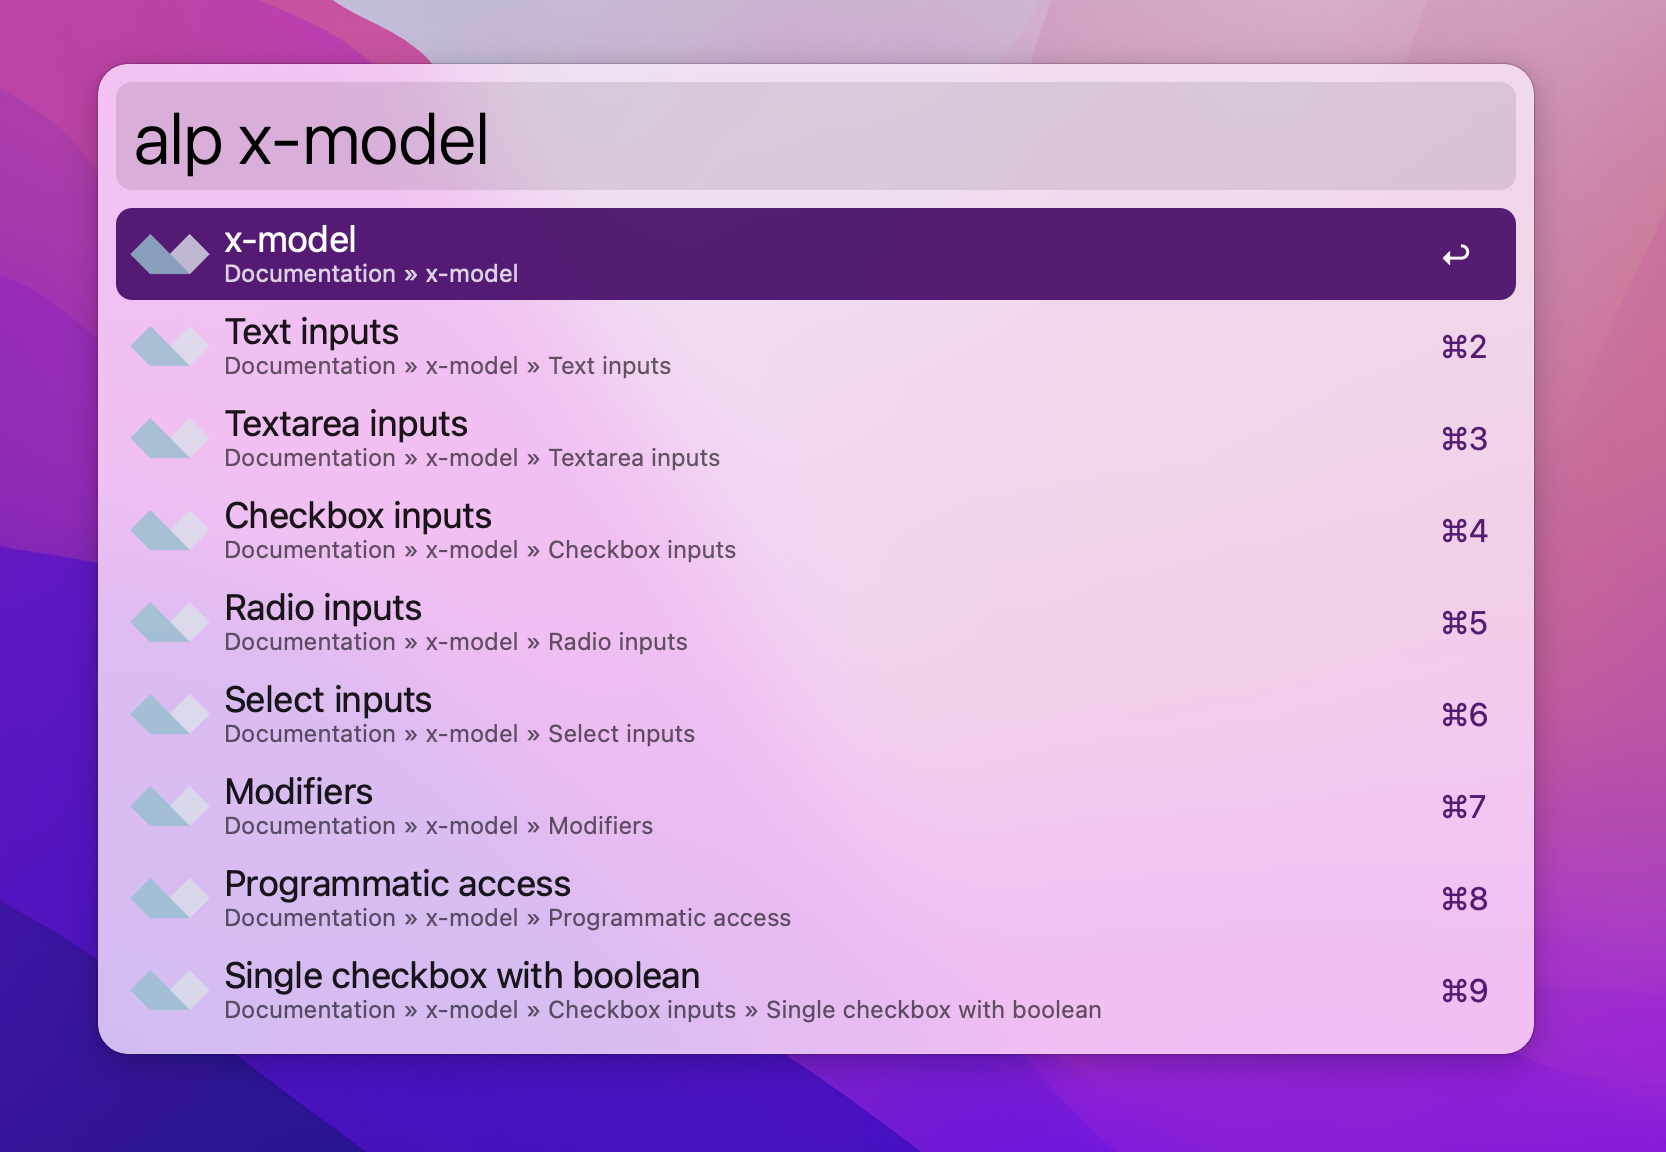 alp x-model
x-model
Documentation » x-model
↩
Text inputs
Documentation » x-model » Text inputs
⌘2
Textarea inputs
Documentation » x-model » Textarea inputs
⌘3
Checkbox inputs
Documentation » x-model » Checkbox inputs
⌘4
Radio inputs
Documentation » x-model » Radio inputs
⌘5
Select inputs
Documentation » x-model » Select inputs
⌘6
Modifiers
Documentation » x-model » Modifiers
⌘7
Programmatic access
Documentation » x-model » Programmatic access
⌘8
Single checkbox with boolean
Documentation » x-model » Checkbox inputs » Single checkbox with boolean
⌘9